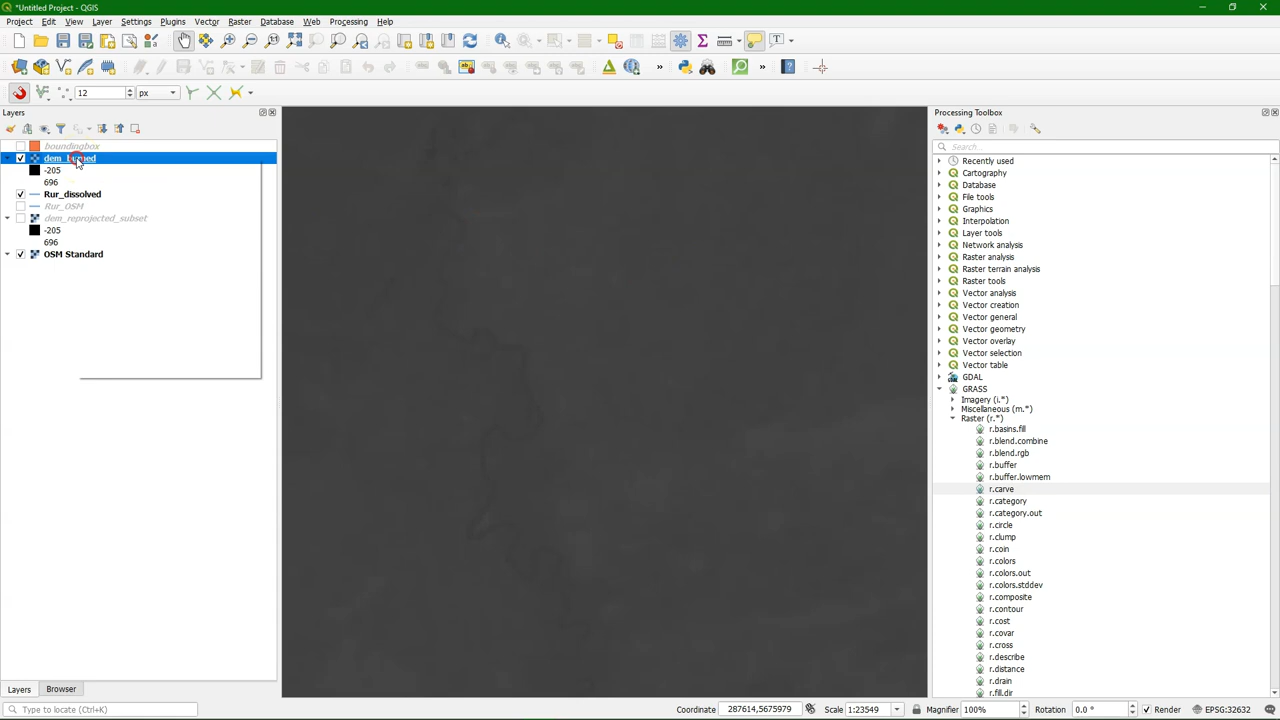 *Untitled Project - QGIS
Project Edit View Layer Settings Plugins Vector Raster Database Web Processing Help
12 px
Layers
boundingbox
dem_burned
-205
696
Rur_dissolved
Rur_OSM
dem_reprojected_subset
-205
696
OSM Standard
Layers Browser
Type to locate (Ctrl+K)
Processing Toolbox
Search...
Recently used
Cartography
Database
File tools
Graphics
Interpolation
Layer tools
Network analysis
Raster analysis
Raster terrain analysis
Raster tools
Vector analysis
Vector creation
Vector general
Vector geometry
Vector overlay
Vector selection
Vector table
GDAL
GRASS
Imagery (i.*)
Miscellaneous (m.*)
Raster (r.*)
r.basins.fill
r.blend.combine
r.blend.rgb
r.buffer
r.buffer.lowmem
r.carve
r.category
r.category.out
r.circle
r.clump
r.coin
r.colors
r.colors.out
r.colors.stddev
r.composite
r.contour
r.cost
r.covar
r.cross
r.describe
r.distance
r.drain
r.fill.dir
Coordinate 287614,5675979 Scale 1:23549 Magnifier 100% Rotation 0.0 ° Render EPSG:32632